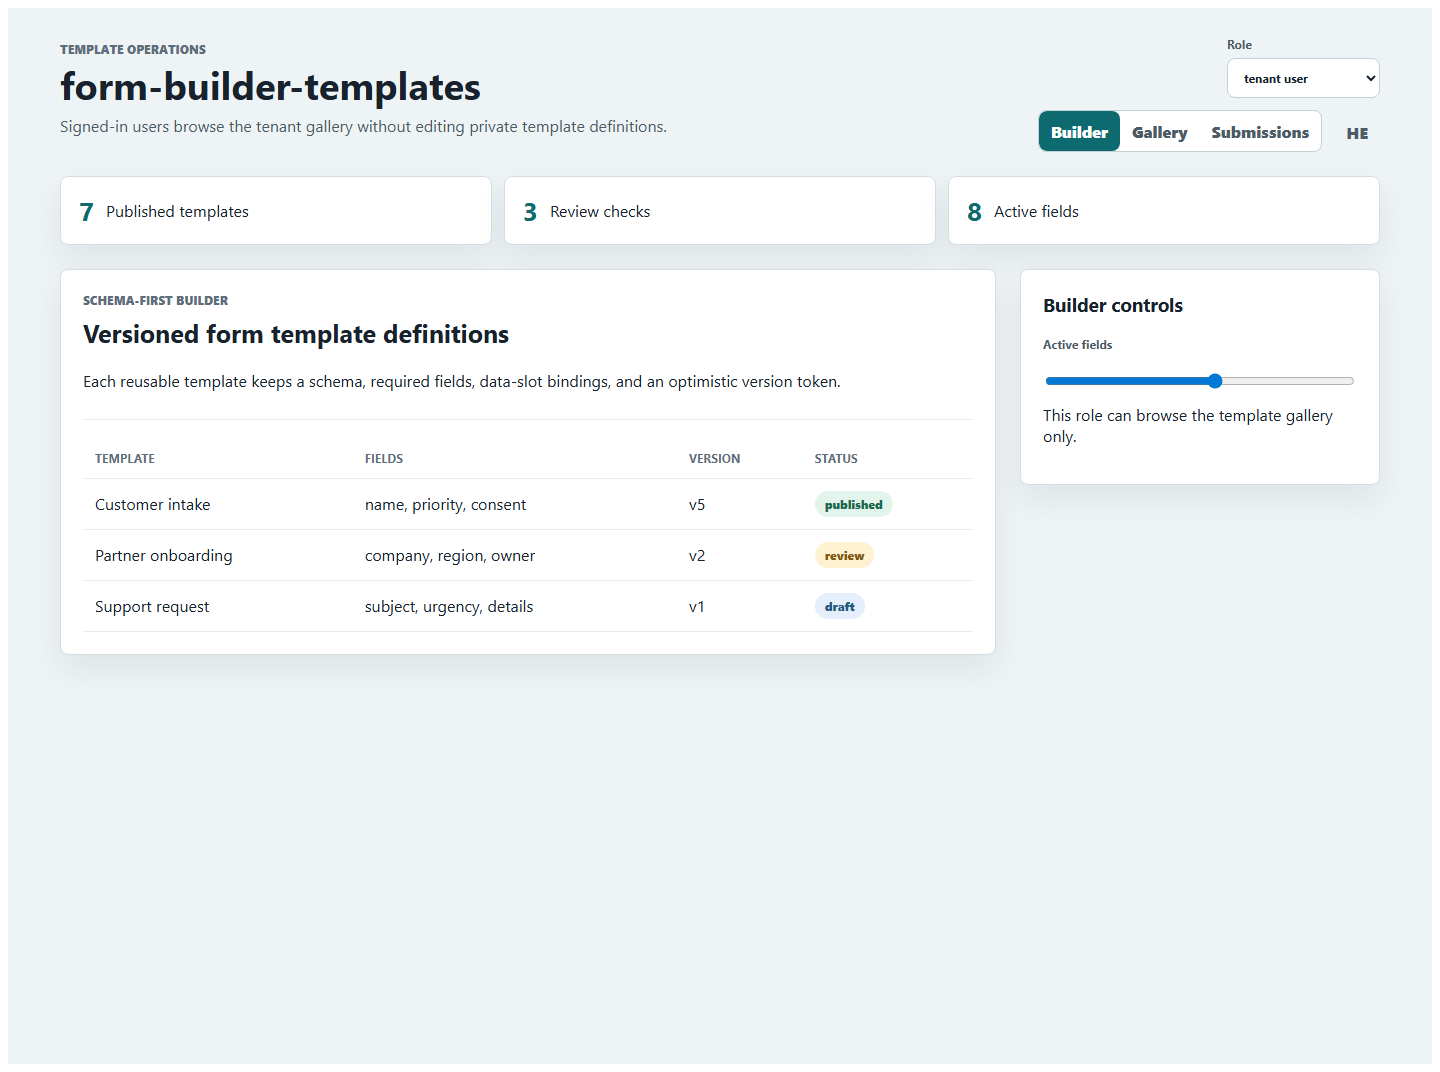 TEMPLATE OPERATIONS
form-builder-templates
Signed-in users browse the tenant gallery without editing private template definitions.
Role
tenant user
Builder Gallery Submissions HE
7 Published templates
3 Review checks
8 Active fields
SCHEMA-FIRST BUILDER
Versioned form template definitions
Each reusable template keeps a schema, required fields, data-slot bindings, and an optimistic version token.
TEMPLATE FIELDS VERSION STATUS
Customer intake name, priority, consent v5 published
Partner onboarding company, region, owner v2 review
Support request subject, urgency, details v1 draft
Builder controls
Active fields
This role can browse the template gallery
only.